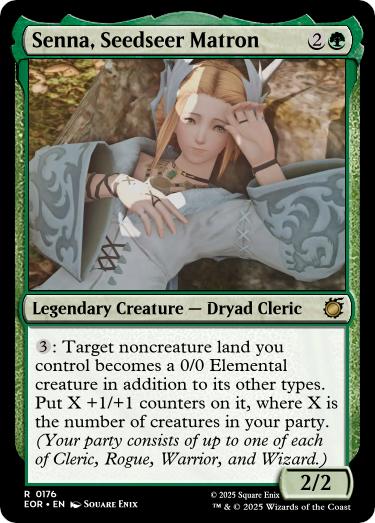 Senna, Seedseer Matron 2
Legendary Creature — Dryad Cleric
3: Target noncreature land you
control becomes a 0/0 Elemental
creature in addition to its other types.
Put X +1/+1 counters on it, where X is
the number of creatures in your party.
(Your party consists of up to one of each
of Cleric, Rogue, Warrior, and Wizard.)
2/2
R 0176
EOR • EN SQUARE ENIX
© 2025 Square Enix
™ & © 2025 Wizards of the Coast